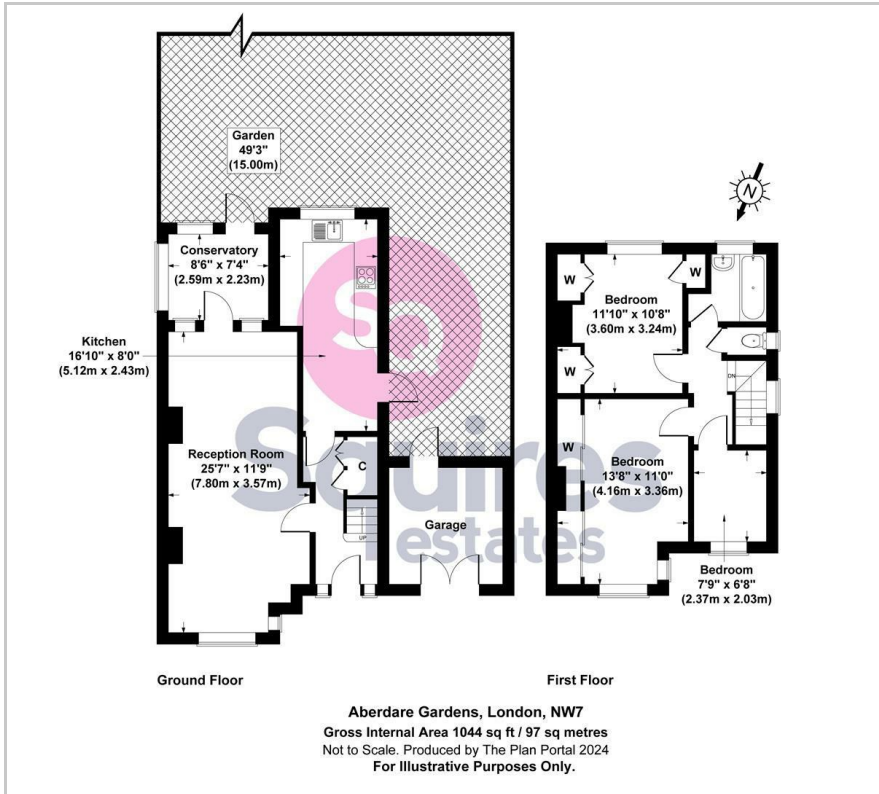 Garden
49'3"
(15.00m)
N
Conservatory
8'6" x 7'4"
(2.59m x 2.23m)
Kitchen
16'10" x 8'0"
(5.12m x 2.43m)
SQ
Reception Room
25'7" x 11'9"
(7.80m x 3.57m)
C
UP
Garage
Squires
estates
W
W
Bedroom
11'10" x 10'8"
(3.60m x 3.24m)
W
DN
W
Bedroom
13'8" x 11'0"
(4.16m x 3.36m)
Bedroom
7'9" x 6'8"
(2.37m x 2.03m)
Ground Floor
First Floor
Aberdare Gardens, London, NW7
Gross Internal Area 1044 sq ft / 97 sq metres
Not to Scale. Produced by The Plan Portal 2024
For Illustrative Purposes Only.